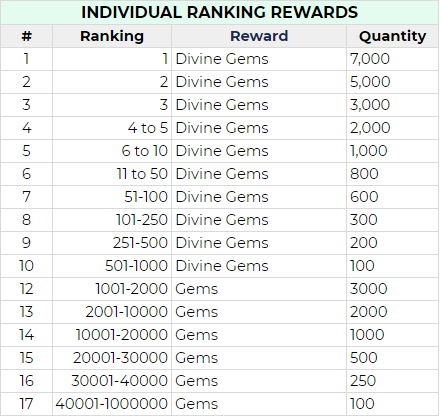 INDIVIDUAL RANKING REWARDS
# Ranking Reward Quantity
1 1 Divine Gems 7,000
2 2 Divine Gems 5,000
3 3 Divine Gems 3,000
4 4 to 5 Divine Gems 2,000
5 6 to 10 Divine Gems 1,000
6 11 to 50 Divine Gems 800
7 51-100 Divine Gems 600
8 101-250 Divine Gems 300
9 251-500 Divine Gems 200
10 501-1000 Divine Gems 100
12 1001-2000 Gems 3000
13 2001-10000 Gems 2000
14 10001-20000 Gems 1000
15 20001-30000 Gems 500
16 30001-40000 Gems 250
17 40001-1000000 Gems 100